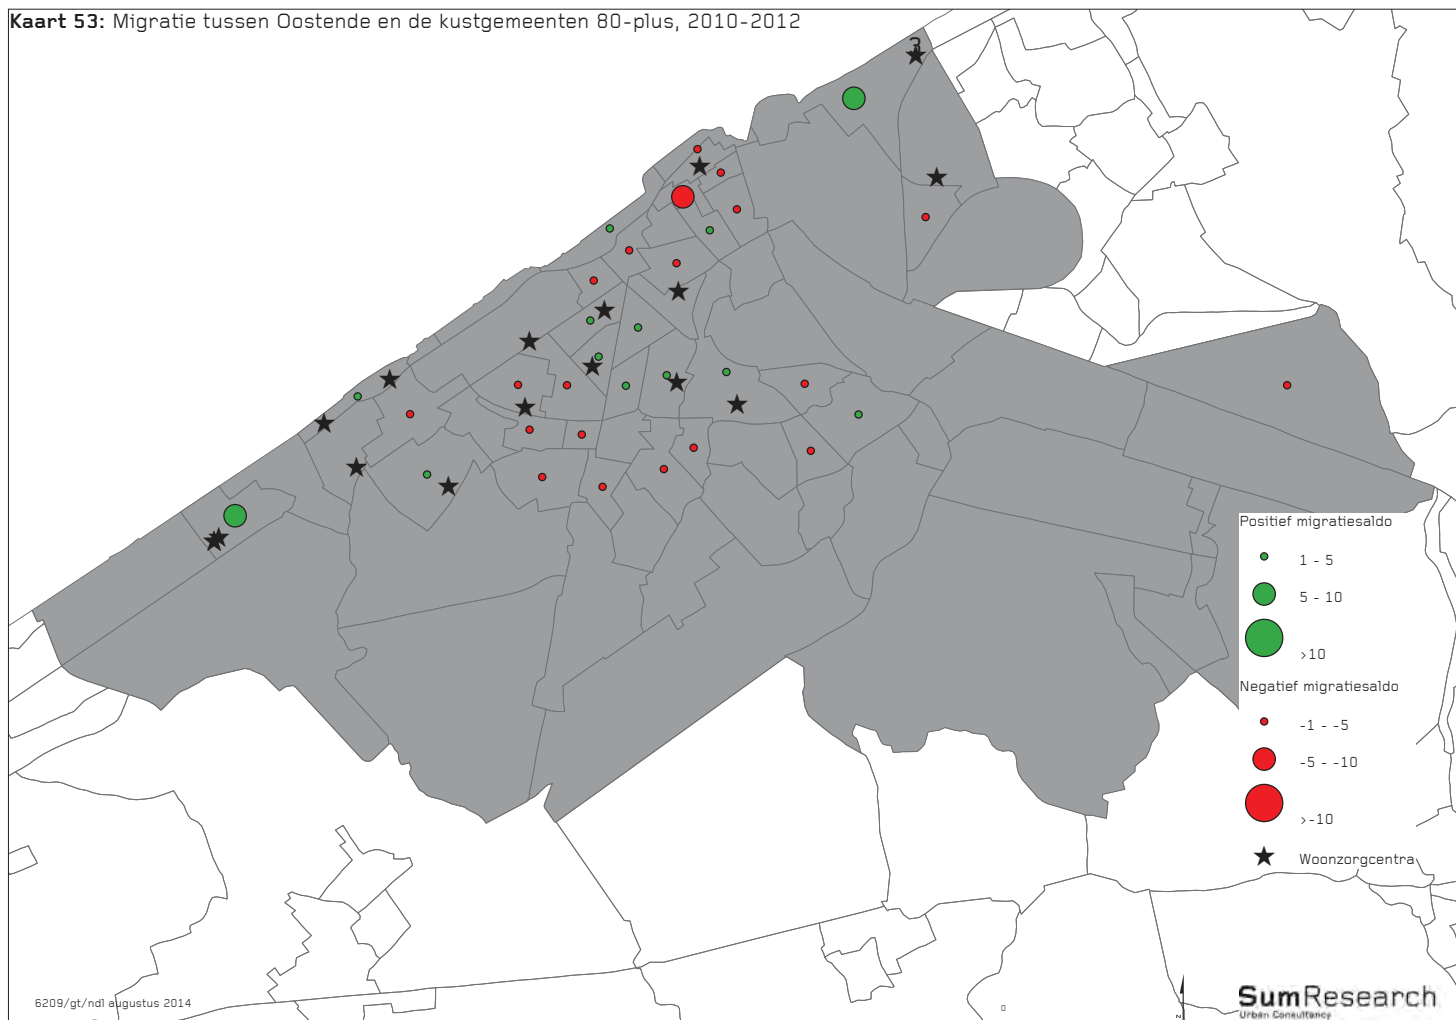 Kaart 53: Migratie tussen Oostende en de kustgemeenten 80-plus, 2010-2012
3
Positief migratiesaldo
1 - 5
5 - 10
>10
Negatief migratiesaldo
-1 - -5
-5 - -10
>-10
Woonzorgcentra
6209/gt/ndl augustus 2014
0
z
SumResearch
Urban Consultancy